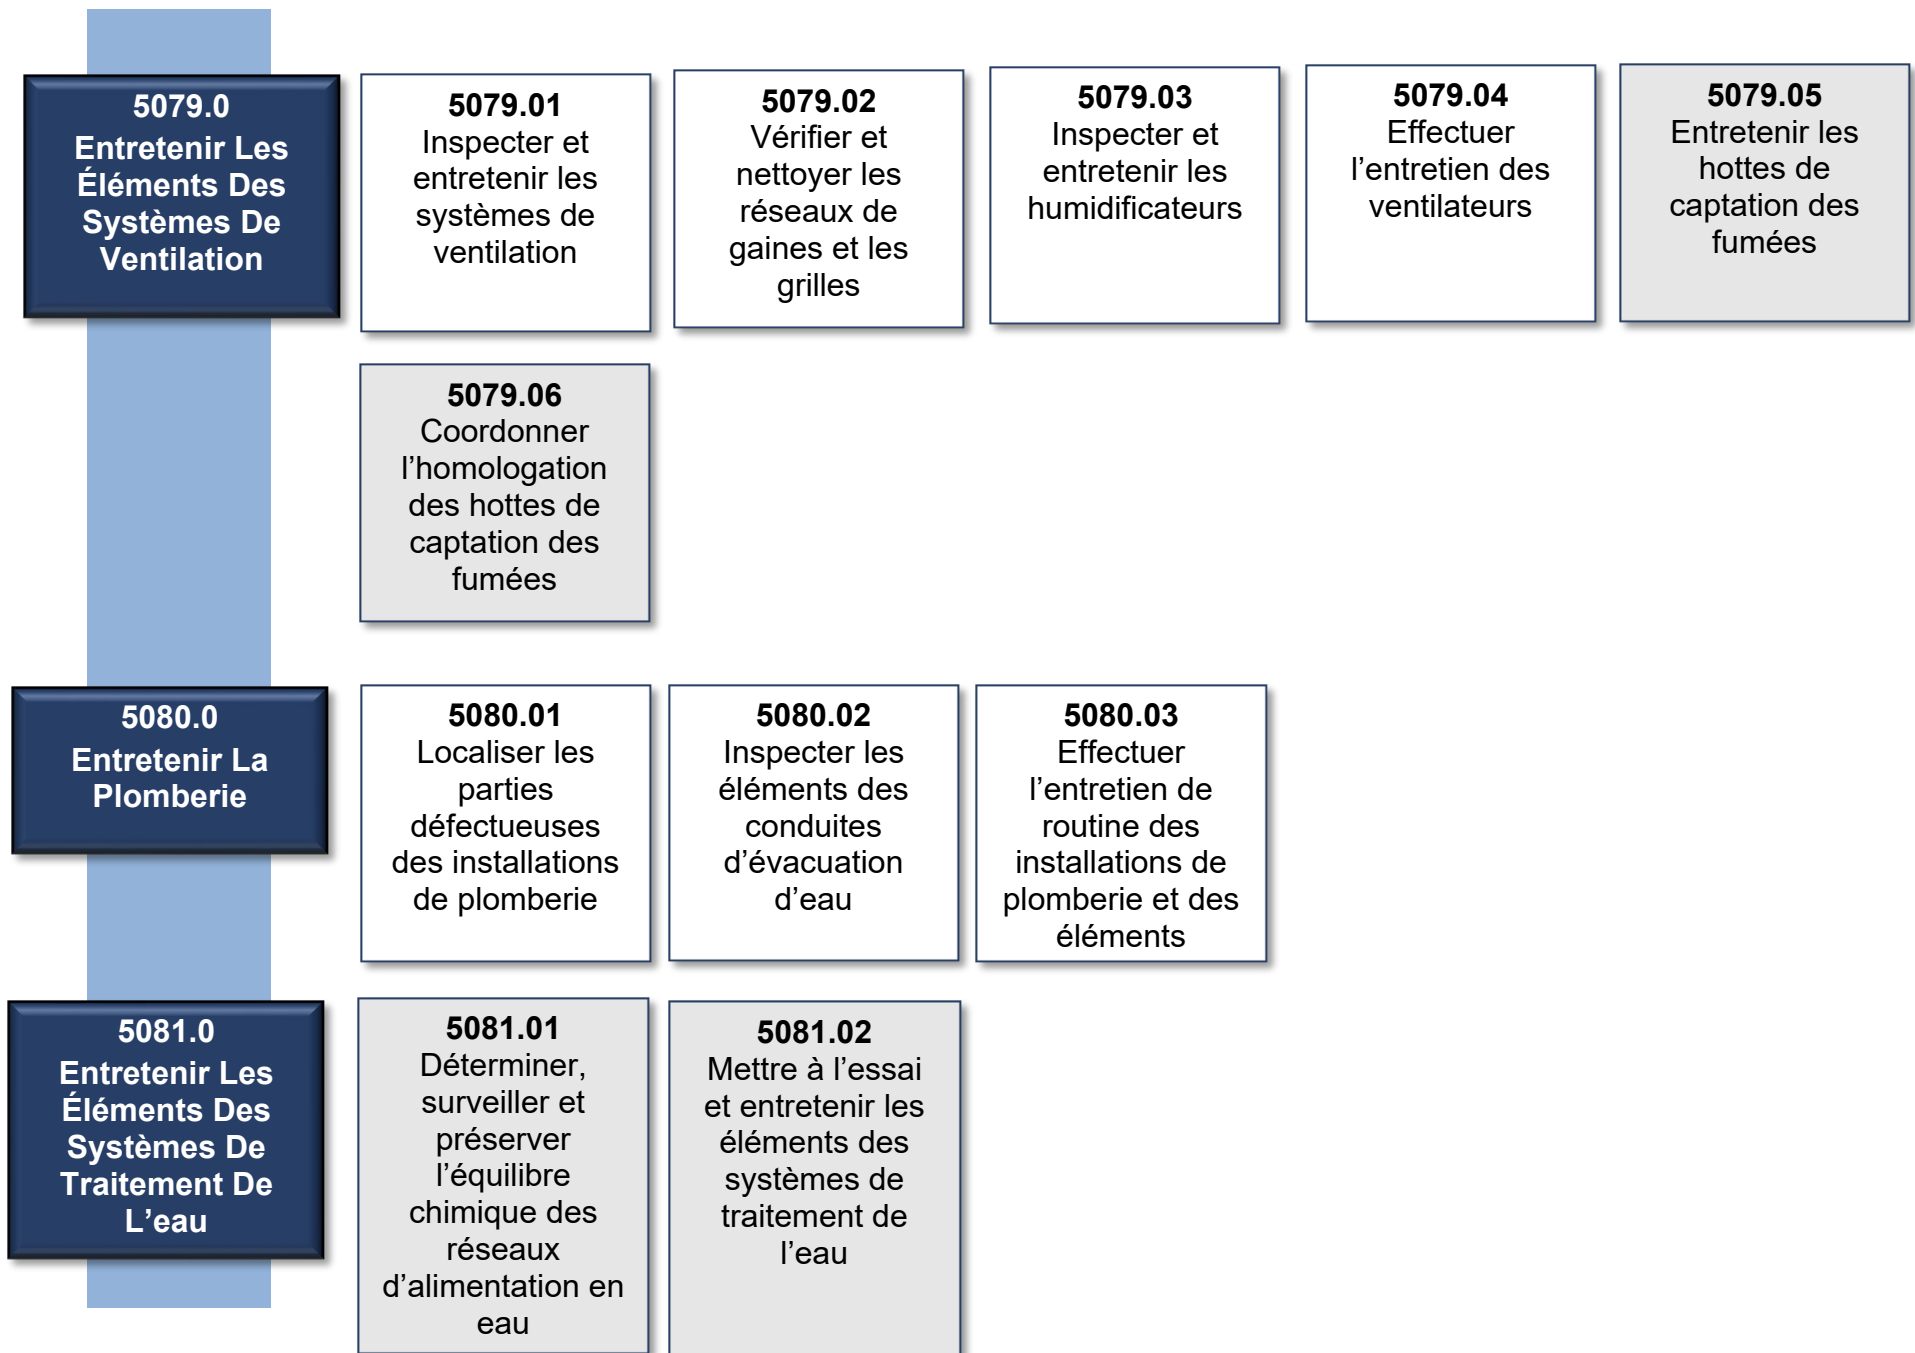 5079.0
Entretenir Les
Éléments Des
Systèmes De
Ventilation
5079.01
Inspecter et
entretenir les
systèmes de
ventilation
5079.02
Vérifier et
nettoyer les
réseaux de
gaines et les
grilles
5079.03
Inspecter et
entretenir les
humidificateurs
5079.04
Effectuer
l’entretien des
ventilateurs
5079.05
Entretenir les
hottes de
captation des
fumées
5079.06
Coordonner
l’homologation
des hottes de
captation des
fumées
5080.0
Entretenir La
Plomberie
5080.01
Localiser les
parties
défectueuses
des installations
de plomberie
5080.02
Inspecter les
éléments des
conduites
d’évacuation
d’eau
5080.03
Effectuer
l’entretien de
routine des
installations de
plomberie et des
éléments
5081.0
Entretenir Les
Éléments Des
Systèmes De
Traitement De
L’eau
5081.01
Déterminer,
surveiller et
préserver
l’équilibre
chimique des
réseaux
d’alimentation en
eau
5081.02
Mettre à l’essai
et entretenir les
éléments des
systèmes de
traitement de
l’eau